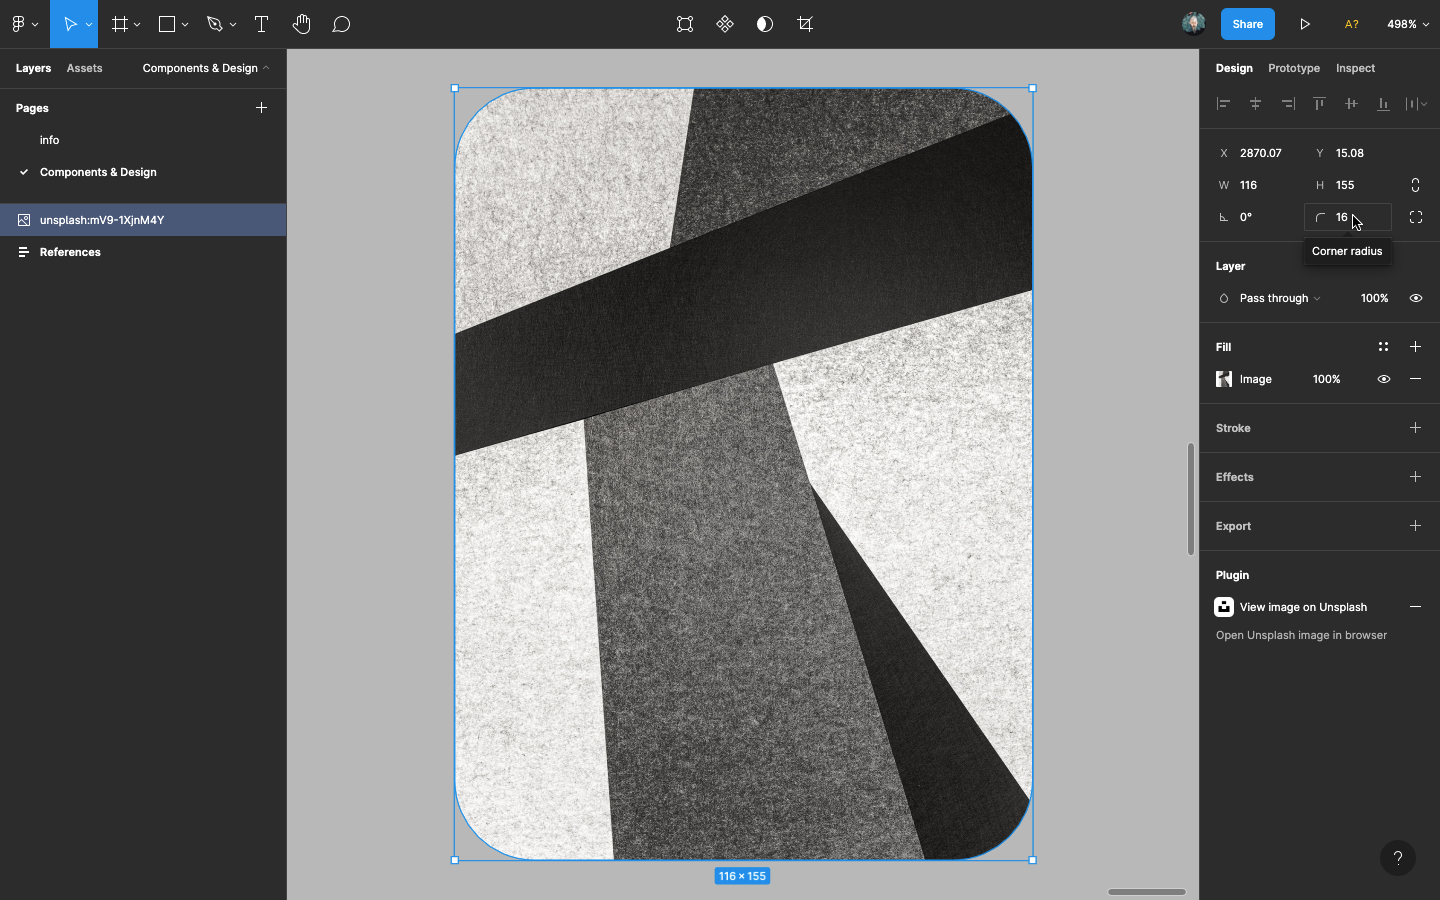 Share
A?
498%
Layers
Assets
Components & Design
Design
Prototype
Inspect
Pages
info
Components & Design
unsplash:mV9-1XjnM4Y
References
X 2870.07 Y 15.08
W 116 H 155
0° 16
Corner radius
Layer
Pass through 100%
Fill
Image 100%
Stroke
Effects
Export
Plugin
View image on Unsplash
Open Unsplash image in browser
116 × 155
?